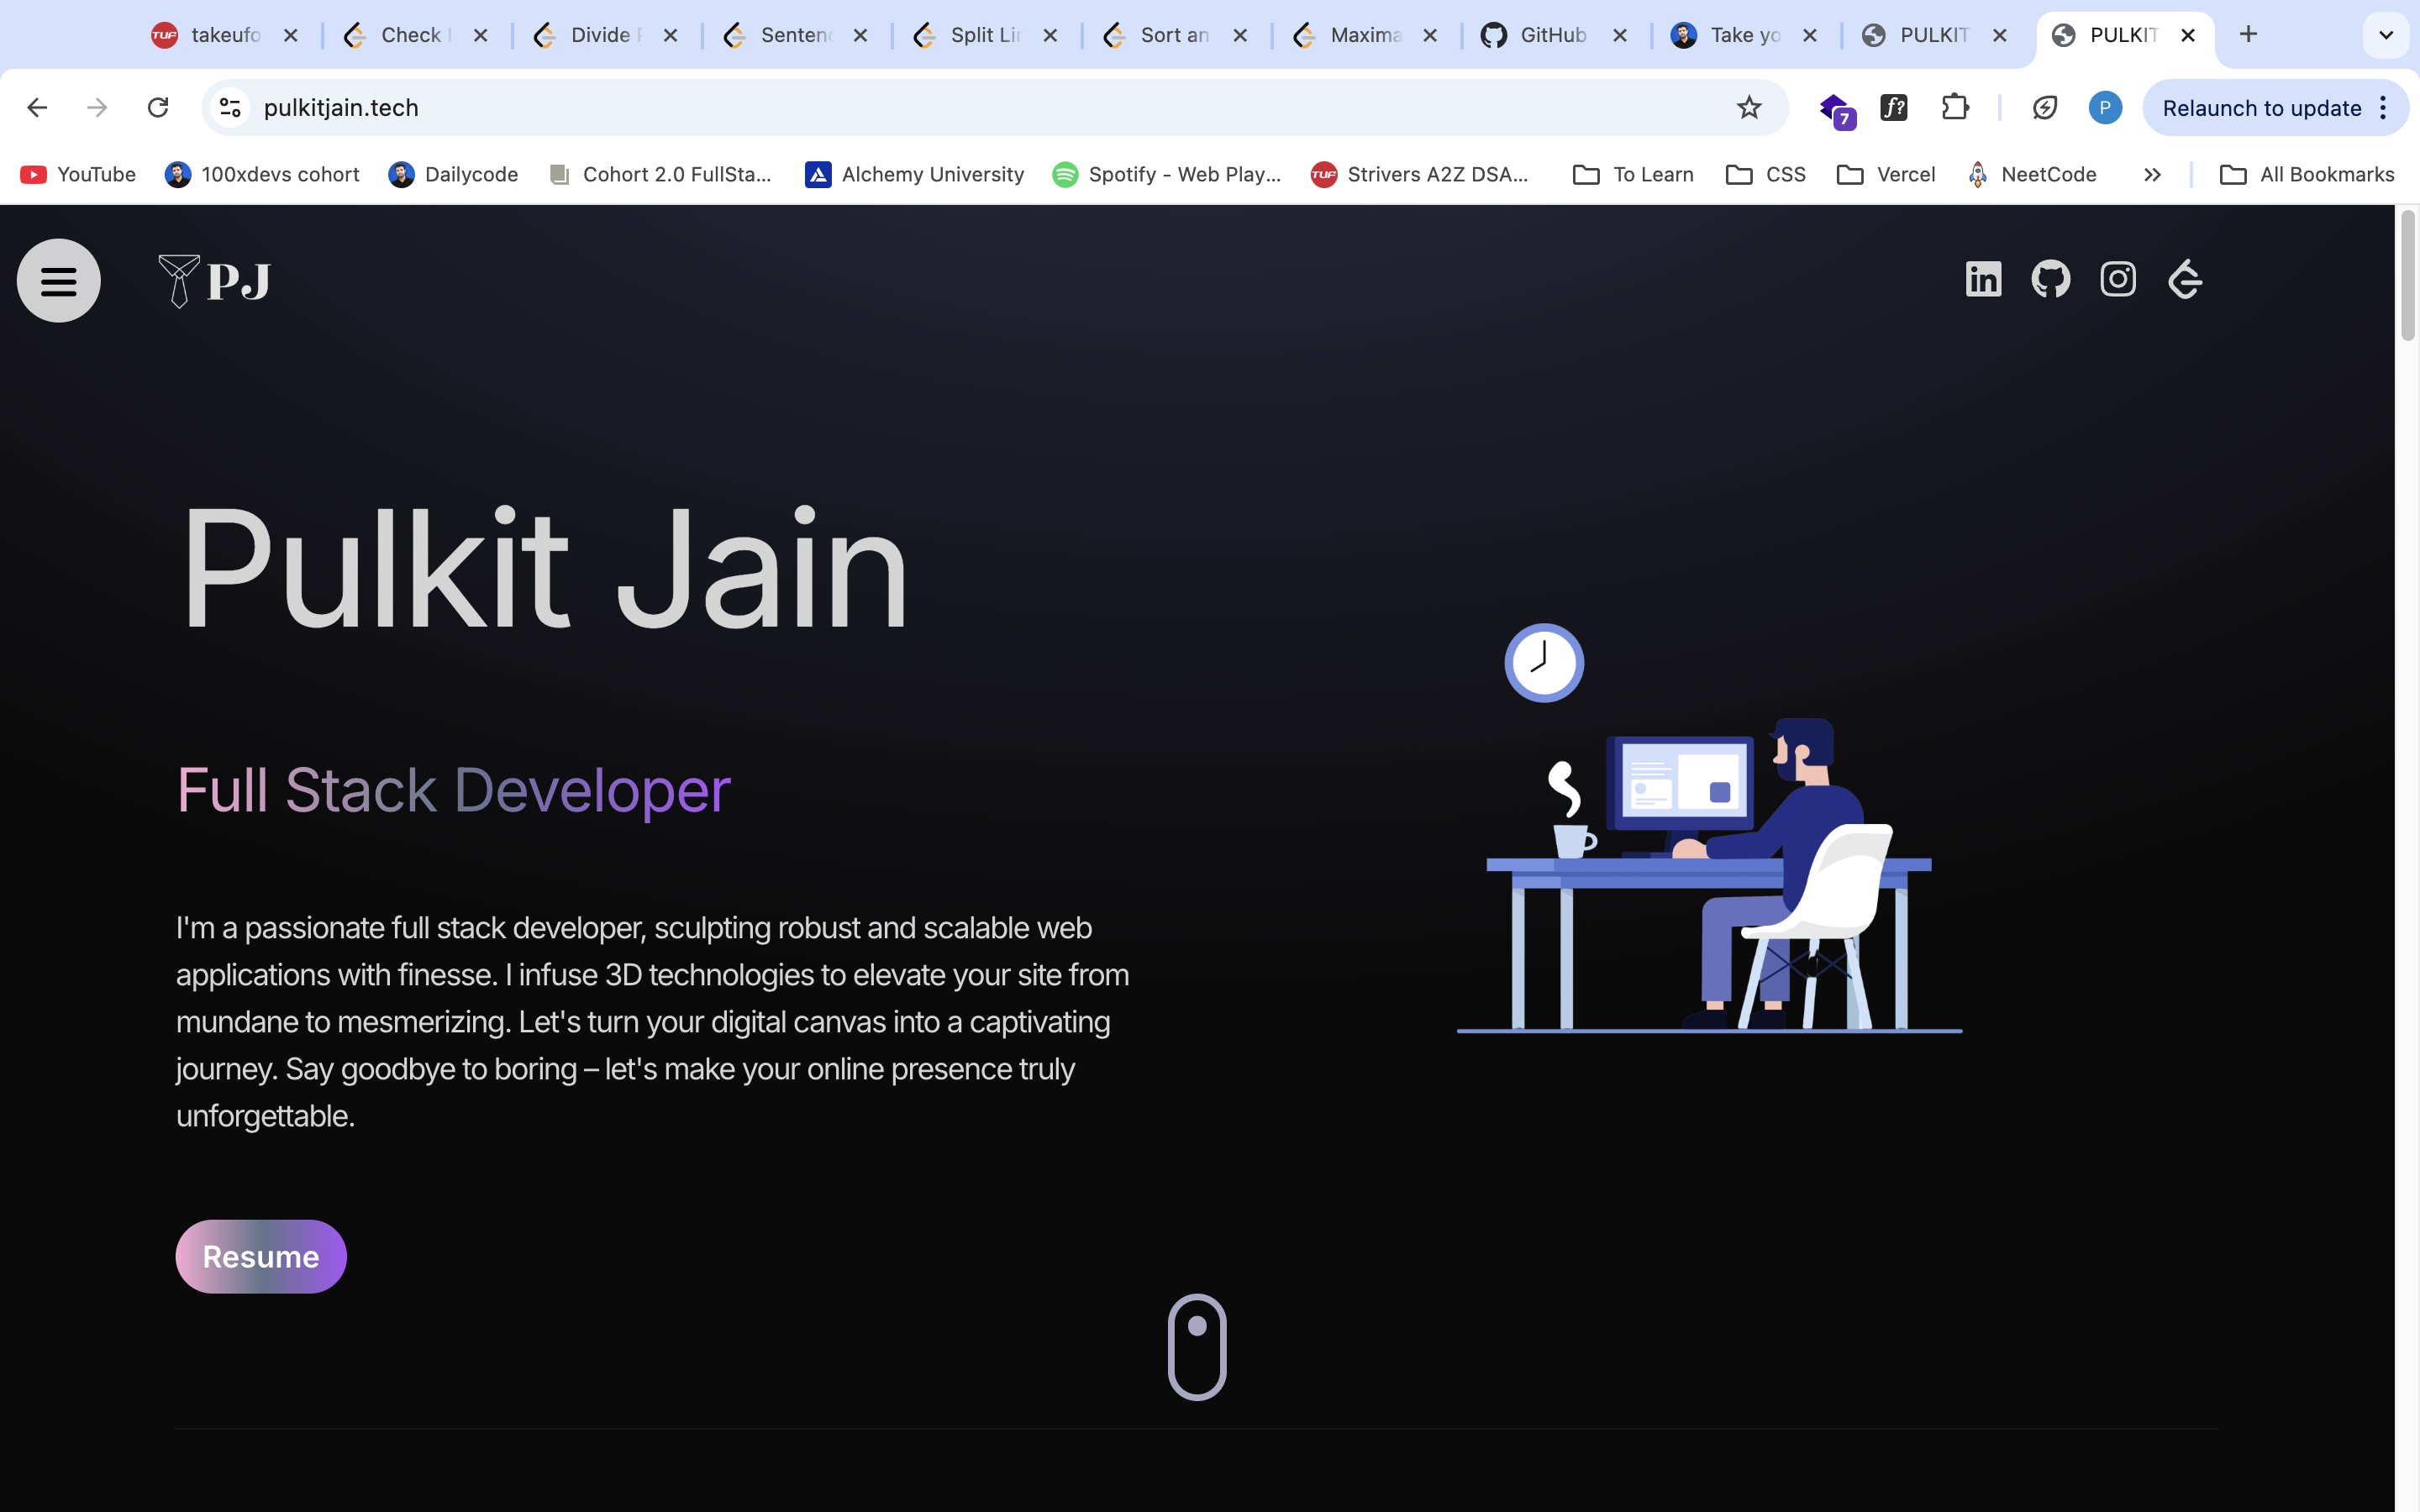 takeufo
Check
Divide
Senten
Split Lin
Sort an
Maxima
GitHub
Take yo
PULKIT
PULKIT
pulkitjain.tech
7
f?
P
Relaunch to update
YouTube
100xdevs cohort
Dailycode
Cohort 2.0 FullSta...
Alchemy University
Spotify - Web Play...
TUF
Strivers A2Z DSA...
To Learn
CSS
Vercel
NeetCode
All Bookmarks
PJ
in
Pulkit Jain
Full Stack Developer
I'm a passionate full stack developer, sculpting robust and scalable web
applications with finesse. I infuse 3D technologies to elevate your site from
mundane to mesmerizing. Let's turn your digital canvas into a captivating
journey. Say goodbye to boring – let's make your online presence truly
unforgettable.
Resume